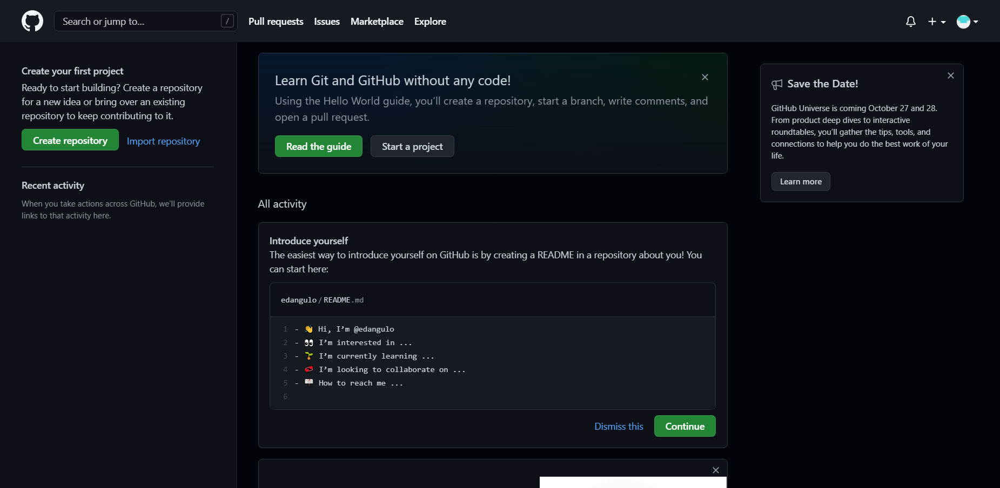 Search or jump to... /
Pull requests Issues Marketplace Explore
Create your first project
Ready to start building? Create a repository
for a new idea or bring over an existing
repository to keep contributing to it.
Create repository Import repository
Recent activity
When you take actions across GitHub, we’ll provide
links to that activity here.
Learn Git and GitHub without any code!
Using the Hello World guide, you’ll create a repository, start a branch, write comments, and
open a pull request.
Read the guide Start a project
All activity
Introduce yourself
The easiest way to introduce yourself on GitHub is by creating a README in a repository about you! You
can start here:
edangulo/README.md
1 - 👋 Hi, I’m @edangulo
2 - 👀 I’m interested in ...
3 - 🌱 I’m currently learning ...
4 - 💞️ I’m looking to collaborate on ...
5 - 📫 How to reach me ...
6
Dismiss this Continue
Save the Date!
GitHub Universe is coming October 27 and 28.
From product deep dives to interactive
roundtables, you’ll gather the tips, tools, and
connections to help you do the best work of your
life.
Learn more